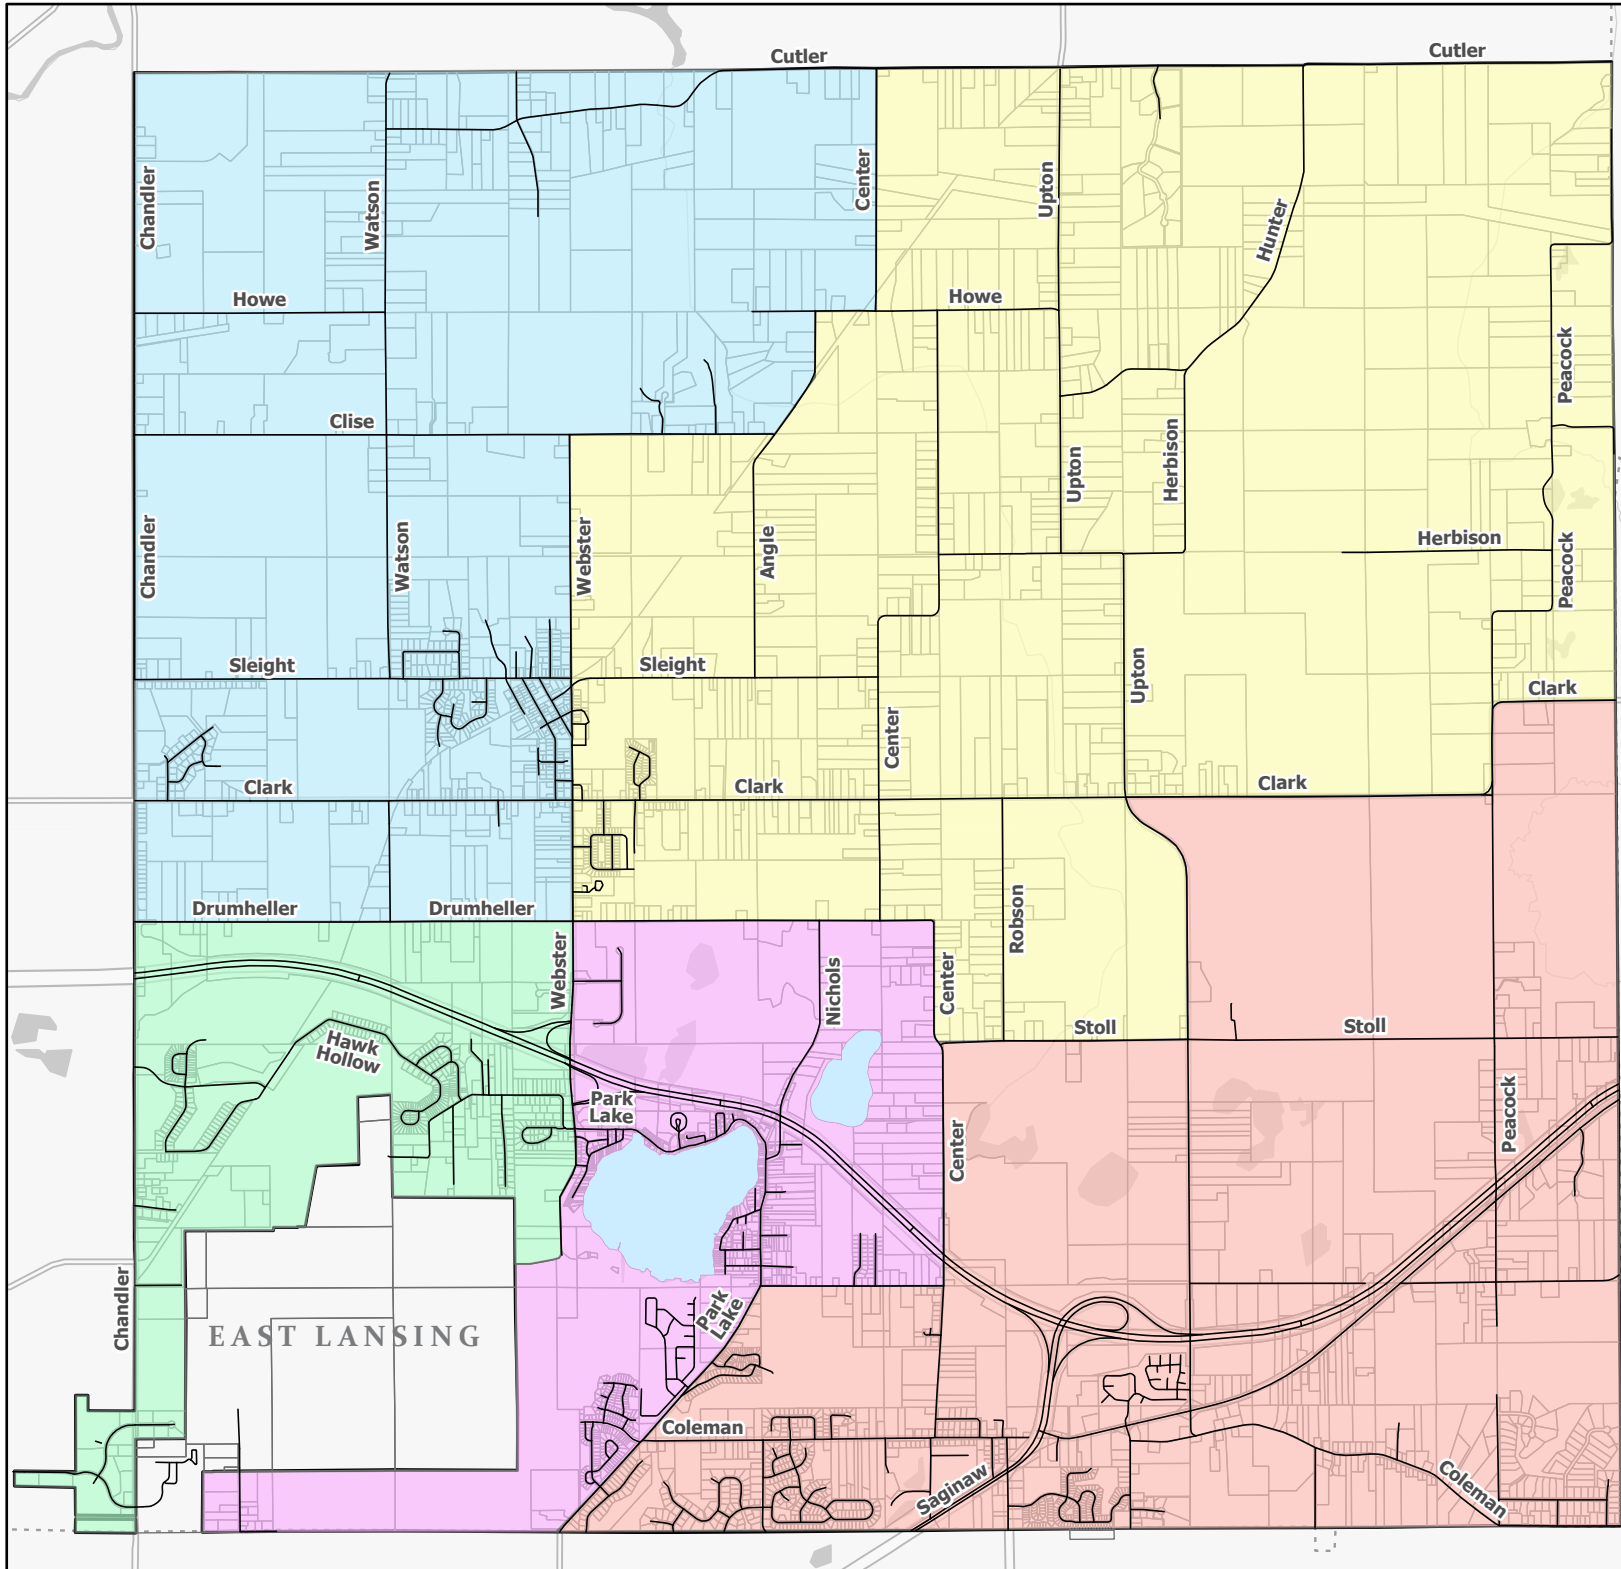 Cutler
Cutler
Chandler
Watson
Center
Upton
Hunter
Howe
Howe
Peacock
Clise
Chandler
Watson
Webster
Angle
Upton
Herbison
Herbison
Peacock
Sleight
Sleight
Upton
Clark
Center
Clark
Clark
Clark
Drumheller
Drumheller
Robson
Webster
Nichols
Center
Stoll
Stoll
Hawk
Hollow
Park
Lake
Center
Peacock
Chandler
EAST LANSING
Park
Lake
Coleman
Saginaw
Coleman